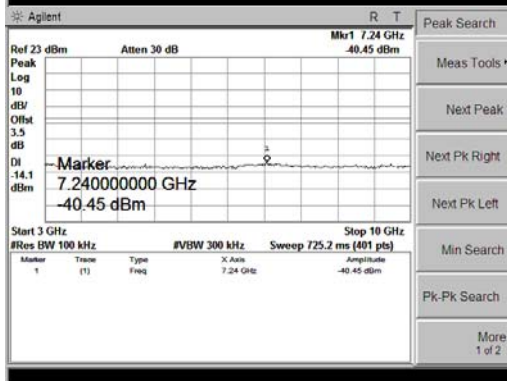 Agilent
R T
Mkr1 7.24 GHz
Ref 23 dBm Atten 30 dB -40.45 dBm
Peak
Log
10
dB/
Offst
3.5
dB
DI
-14.1
dBm
1
Marker
7.240000000 GHz
-40.45 dBm
Start 3 GHz Stop 10 GHz
#Res BW 100 kHz #VBW 300 kHz Sweep 725.2 ms (401 pts)
Marker Trace Type X Axis Amplitude
1 (1) Freq 7.24 GHz -40.45 dBm
Peak Search
Meas Tools
Next Peak
Next Pk Right
Next Pk Left
Min Search
Pk-Pk Search
More
1 of 2